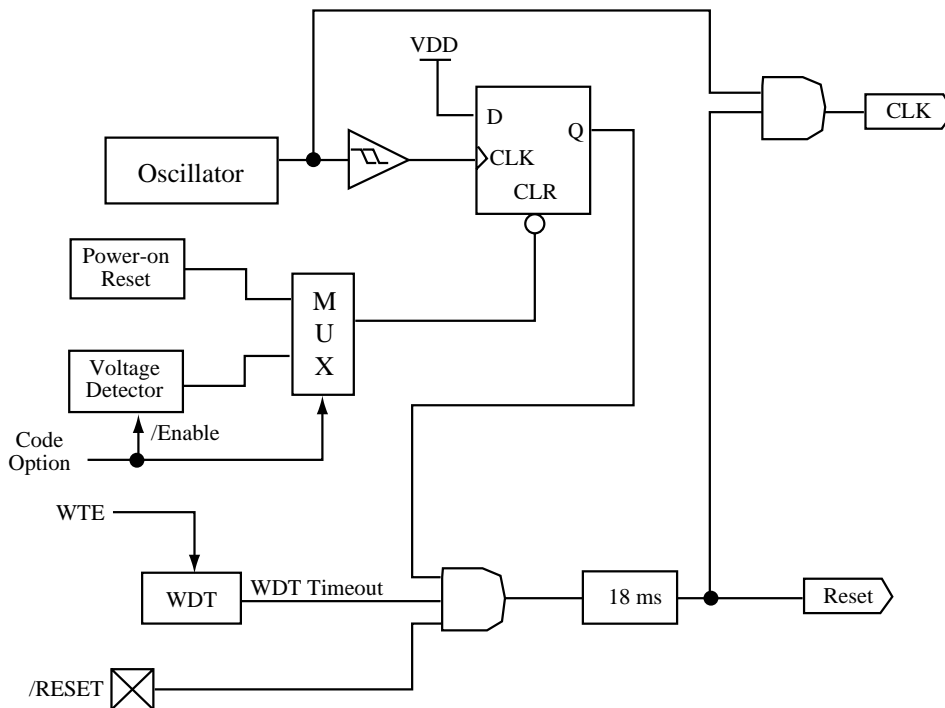 VDD
D
Q
CLK
CLK
CLR
Oscillator
Power-on
Reset
M
U
X
Voltage
Detector
/Enable
Code
Option
WTE
WDT
WDT Timeout
18 ms
Reset
/RESET